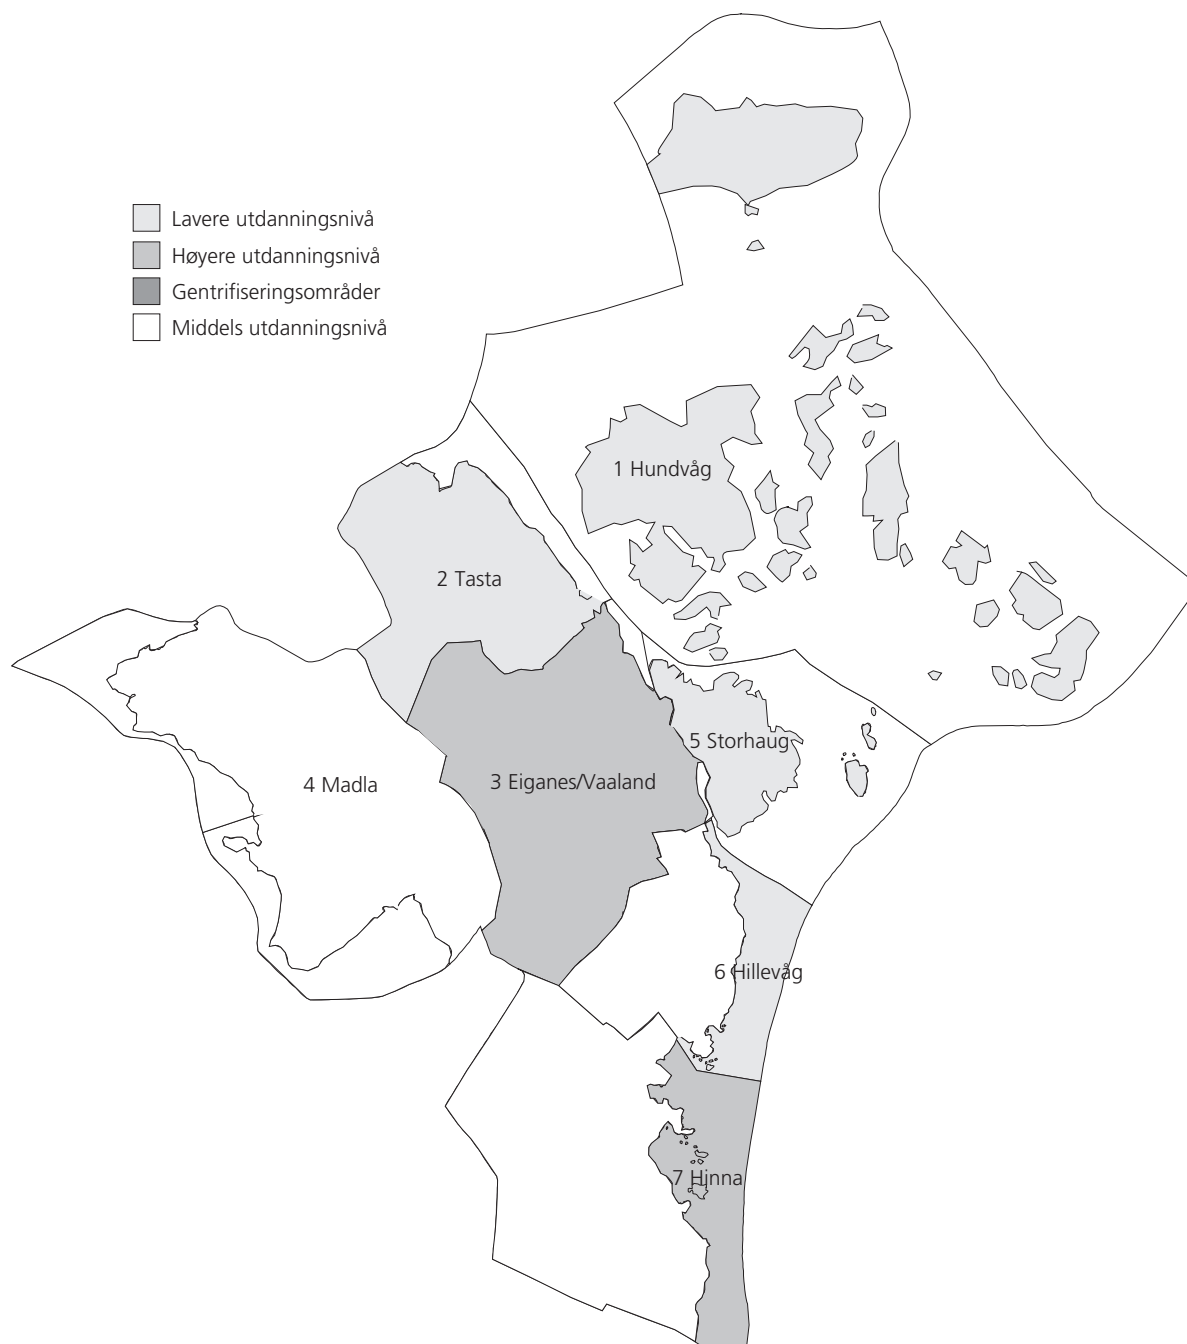 Lavere utdanningsnivå
Høyere utdanningsnivå
Gentrifiseringsområder
Middels utdanningsnivå
1 Hundvåg
2 Tasta
5 Storhaug
4 Madla
3 Eiganes/Vaaland
6 Hillevåg
7 Hinna